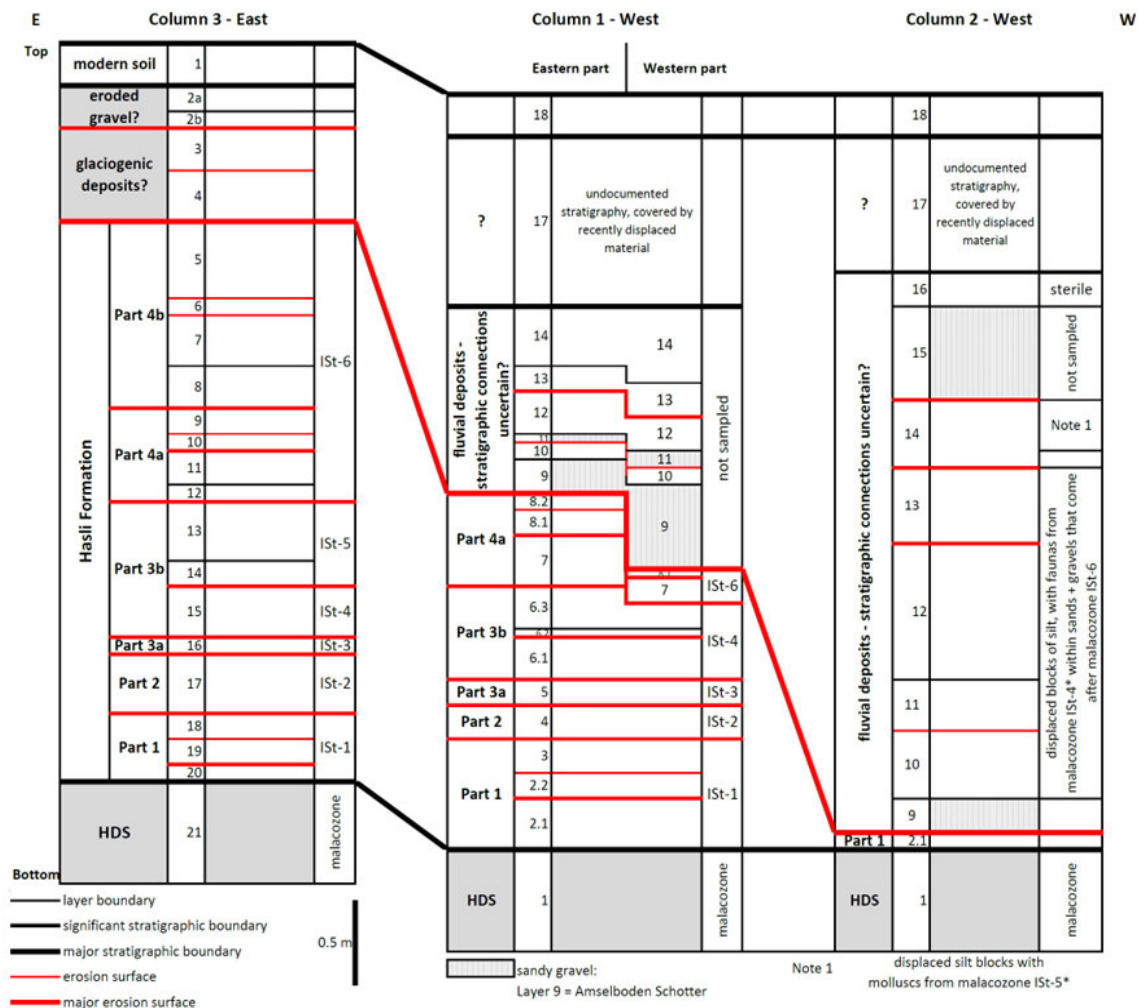 E
Column 3 - East
Column 1 - West
Column 2 - West
W
Top
Eastern part
Western part
modern soil
1
eroded
gravel?
2a
2b
glaciogenic
deposits?
3
4
Hasli Formation
Part 4b
5
6
7
8
Part 4a
9
10
11
12
Part 3b
13
14
15
Part 3a
16
Part 2
17
Part 1
18
19
20
ISt-6
ISt-5
ISt-4
ISt-3
ISt-2
ISt-1
HDS
21
malacozone
18
?
17
undocumented
stratigraphy,
covered by
recently displaced
material
fluvial deposits -
stratigraphic connections
uncertain?
14
13
12
11
10
9
14
13
12
11
10
9
not sampled
Part 4a
8.2
8.1
7
7
ISt-6
Part 3b
6.3
6.2
6.1
ISt-4
Part 3a
5
ISt-3
Part 2
4
ISt-2
Part 1
3
2.2
2.1
ISt-1
HDS
1
malacozone
18
?
17
undocumented
stratigraphy,
covered by
recently displaced
material
fluvial deposits - stratigraphic connections uncertain?
16
sterile
15
not sampled
14
Note 1
13
12
11
10
9
displaced blocks of silt, with faunas from
malacozone ISt-4* within sands + gravels that come
after malacozone ISt-6
Part 1
2.1
HDS
1
malacozone
Bottom
layer boundary
significant stratigraphic boundary
major stratigraphic boundary
erosion surface
major erosion surface
0.5 m
sandy gravel:
Layer 9 = Amselboden Schotter
Note 1
displaced silt blocks with
molluscs from malacozone ISt-5*